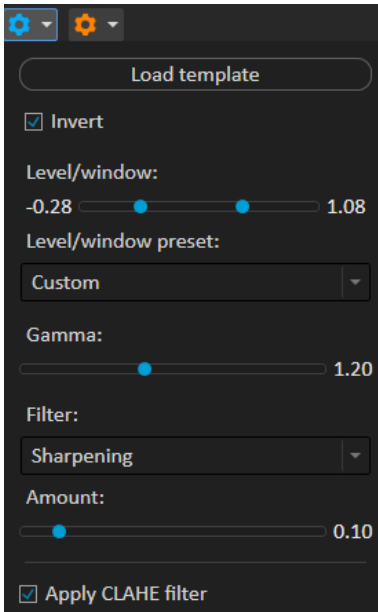 Load template
Invert
Level/window:
-0.28 1.08
Level/window preset:
Custom
Gamma:
1.20
Filter:
Sharpening
Amount:
0.10
Apply CLAHE filter